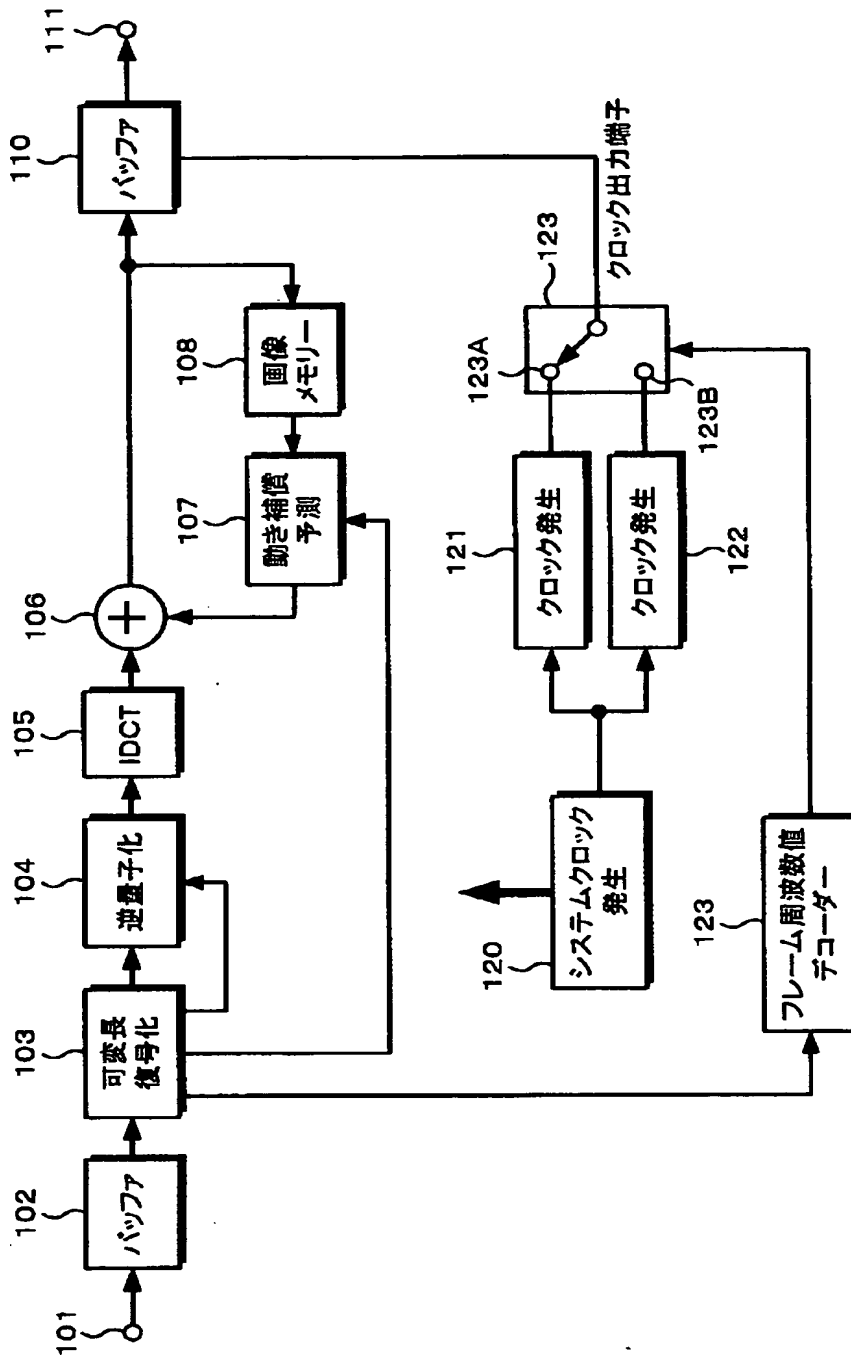 101
102
バッファ
103
可変長
復号化
104
逆量子化
105
IDCT
106
+
107
動き補償
予測
108
画像
メモリー
110
バッファ
111
120
システムクロック
発生
121
クロック発生
クロック発生
122
123A
123
123B
クロック出力端子
123
フレーム周波数値
デコーダー